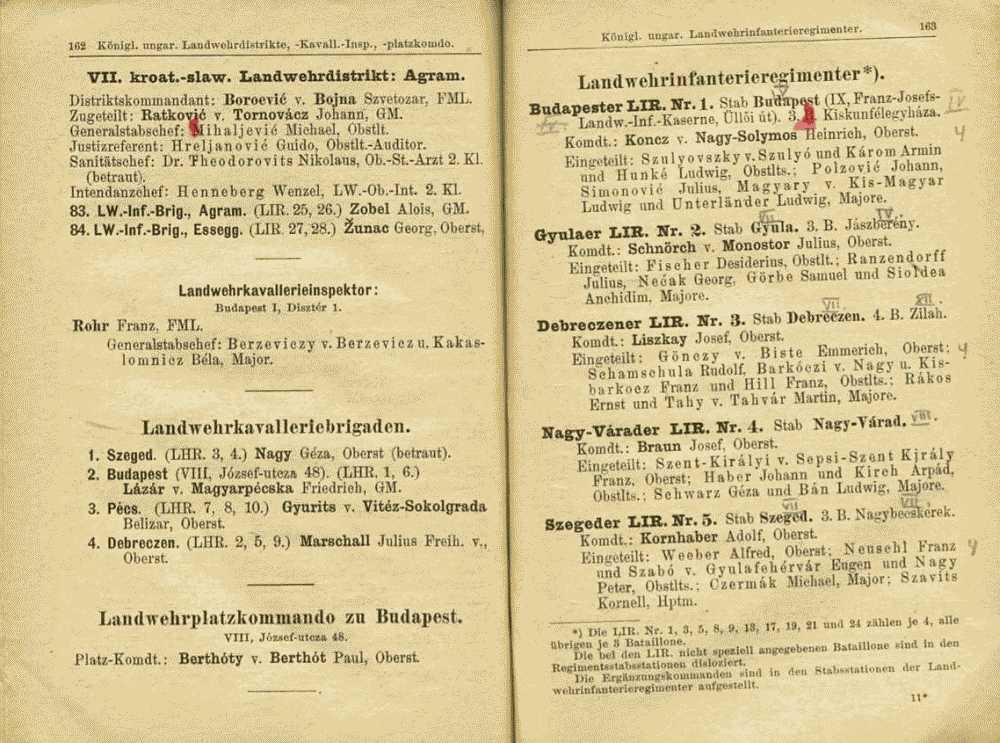 162 Königl. ungar. Landwehrdistrikte, -Kavall.-Insp., -platzkomdo.
VII. kroat.-slaw. Landwehrdistrikt: Agram.
Distriktskommandant: Boroević v. Bojna Szvetozar, FML.
Zugeteilt: Ratković v. Tornovácz Johann, GM.
Generalstabschef: Mihaljević Michael, Obstlt.
Justizreferent: Hreljanović Guido, Obstlt.-Auditor.
Sanitätschef: Dr. Theodorovits Nikolaus, Ob.-St.-Arzt 2. Kl.
(betraut).
Intendanzchef: Henneberg Wenzel, LW.-Ob.-Int. 2. Kl.
83. LW.-Inf.-Brig., Agram. (LIR. 25, 26.) Zobel Alois, GM.
84. LW.-Inf.-Brig., Essegg. (LIR. 27, 28.) Žunac Georg, Oberst,
Landwehrkavallerieinspektor:
Budapest I, Disztér 1.
Rohr Franz, FML.
Generalstabschef: Berzeviczy v. Berzevicz u. Kakas-
lomnicz Béla, Major.
Landwehrkavalleriebrigaden.
1. Szeged. (LHR. 3, 4.) Nagy Géza, Oberst (betraut).
2. Budapest (VIII, József-utcza 48). (LHR. 1, 6.)
Lázár v. Magyarpécska Friedrich, GM.
3. Pécs. (LHR. 7, 8, 10.) Gyurits v. Vitéz-Sokolgrada
Belizar, Oberst.
4. Debreczen. (LHR. 2, 5, 9.) Marschall Julius Freih. v.,
Oberst.
Landwehrplatzkommando zu Budapest.
VIII, József-utcza 48.
Platz-Komdt.: Berthóty v. Berthót Paul, Oberst.
Königl. ungar. Landwehrinfanterieregimenter. 163
Landwehrinfanterieregimenter*).
IV
Budapester LIR. Nr. 1. Stab Budapest (IX, Franz-Josefs-
Landw.-Inf.-Kaserne, Üllői út). 3. B. Kiskunfélegyháza.
Komdt.: Koncz v. Nagy-Solymos Heinrich, Oberst. 4
Eingeteilt: Szulyovszky v. Szulyó und Károm Armin
und Hunké Ludwig, Obstlts.; Polzović Johann,
Simonović Julius, Magyary v. Kis-Magyar
Ludwig und Unterländer Ludwig, Majore.
VII IV
Gyulaer LIR. Nr. 2. Stab Gyula. 3. B. Jászberény.
Komdt.: Schnörch v. Monostor Julius, Oberst.
Eingeteilt: Fischer Desiderius, Obstlt.; Ranzendorff
Julius, Nećak Georg, Görbe Samuel und Sioldea
Anchidim, Majore.
VII XII
Debreczener LIR. Nr. 3. Stab Debreczen. 4. B. Zilah.
Komdt.: Liszkay Josef, Oberst.
Eingeteilt: Gönczy v. Biste Emmerich, Oberst; 4
Schamschula Rudolf, Barkóczi v. Nagy u. Kis-
barkocz Franz und Hill Franz, Obstlts.; Rákos
Ernst und Tahy v. Tahvár Martin, Majore.
Nagy-Várader LIR. Nr. 4. Stab Nagy-Várad. VIII
Komdt.: Braun Josef, Oberst.
Eingeteilt: Szent-Királyi v. Sepsi-Szent Király
Franz, Oberst; Haber Johann und Kirch Árpád,
Obstlts.; Schwarz Géza und Bán Ludwig, Majore.
VII VII
Szegeder LIR. Nr. 5. Stab Szeged. 3. B. Nagybecskerek.
Komdt.: Kornhaber Adolf, Oberst.
Eingeteilt: Weeber Alfred, Oberst; Neusehl Franz 4
und Szabó v. Gyulafehérvár Eugen und Nagy
Peter, Obstlts.; Czermák Michael, Major; Szavits
Kornell, Hptm.
*) Die LIR. Nr. 1, 3, 5, 8, 9, 13, 17, 19, 21 und 24 zählen je 4, alle
übrigen je 3 Bataillone.
Die bei den LIR. nicht speziell angegebenen Bataillone sind in den
Regimentsstabsstationen disloziert.
Die Ergänzungskommanden sind in den Stabsstationen der Land-
wehrinfanterieregimenter aufgestellt.
11*